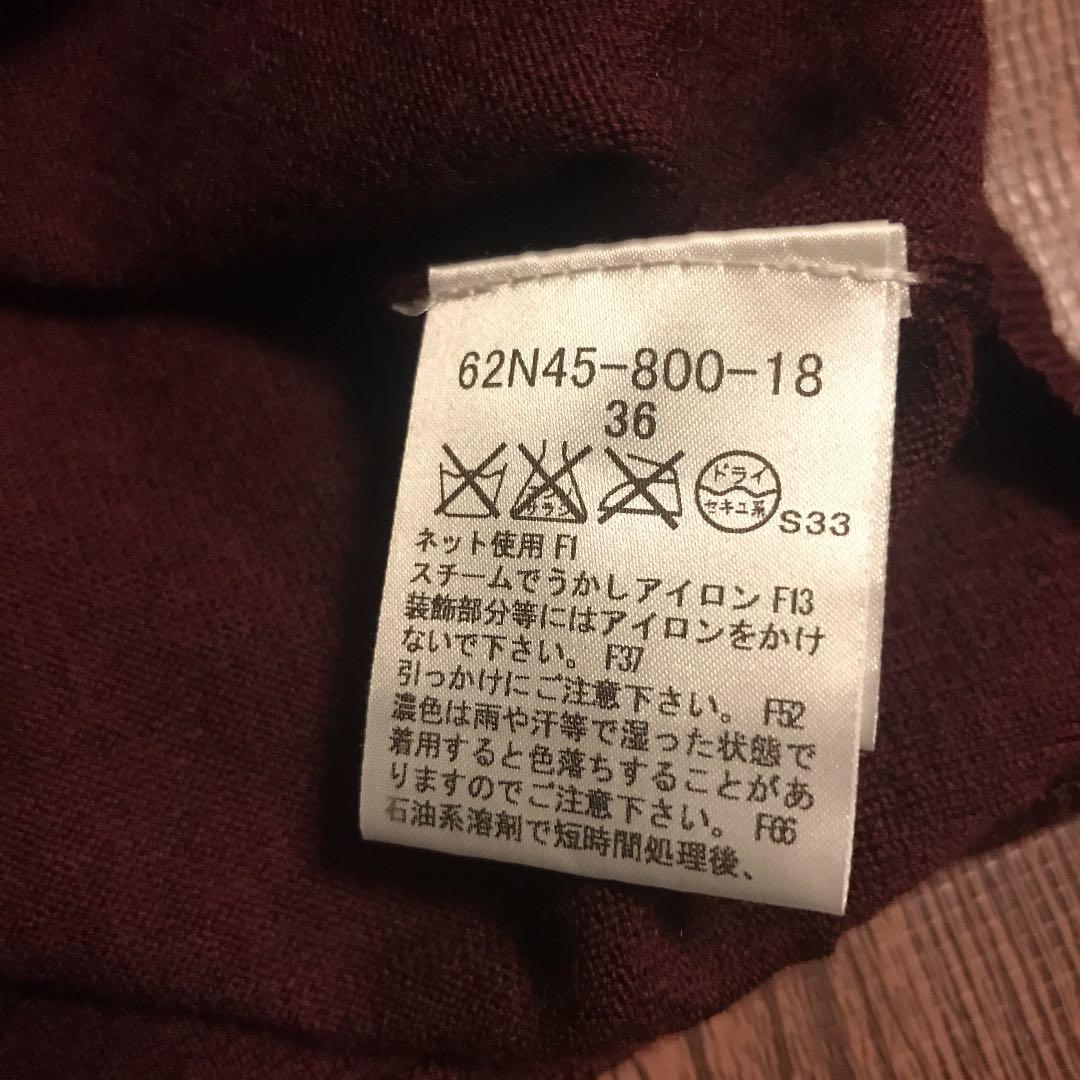 62N45-800-18
36
エンソ
サラシ
ドライ
セキユ系
S33
ネット使用 F1
スチームでうかしアイロン F13
装飾部分等にはアイロンをかけ
ないで下さい。 F37
引っかけにご注意下さい。 F52
濃色は雨や汗等で湿った状態で
着用すると色落ちすることがあ
りますのでご注意下さい。 F66
石油系溶剤で短時間処理後、